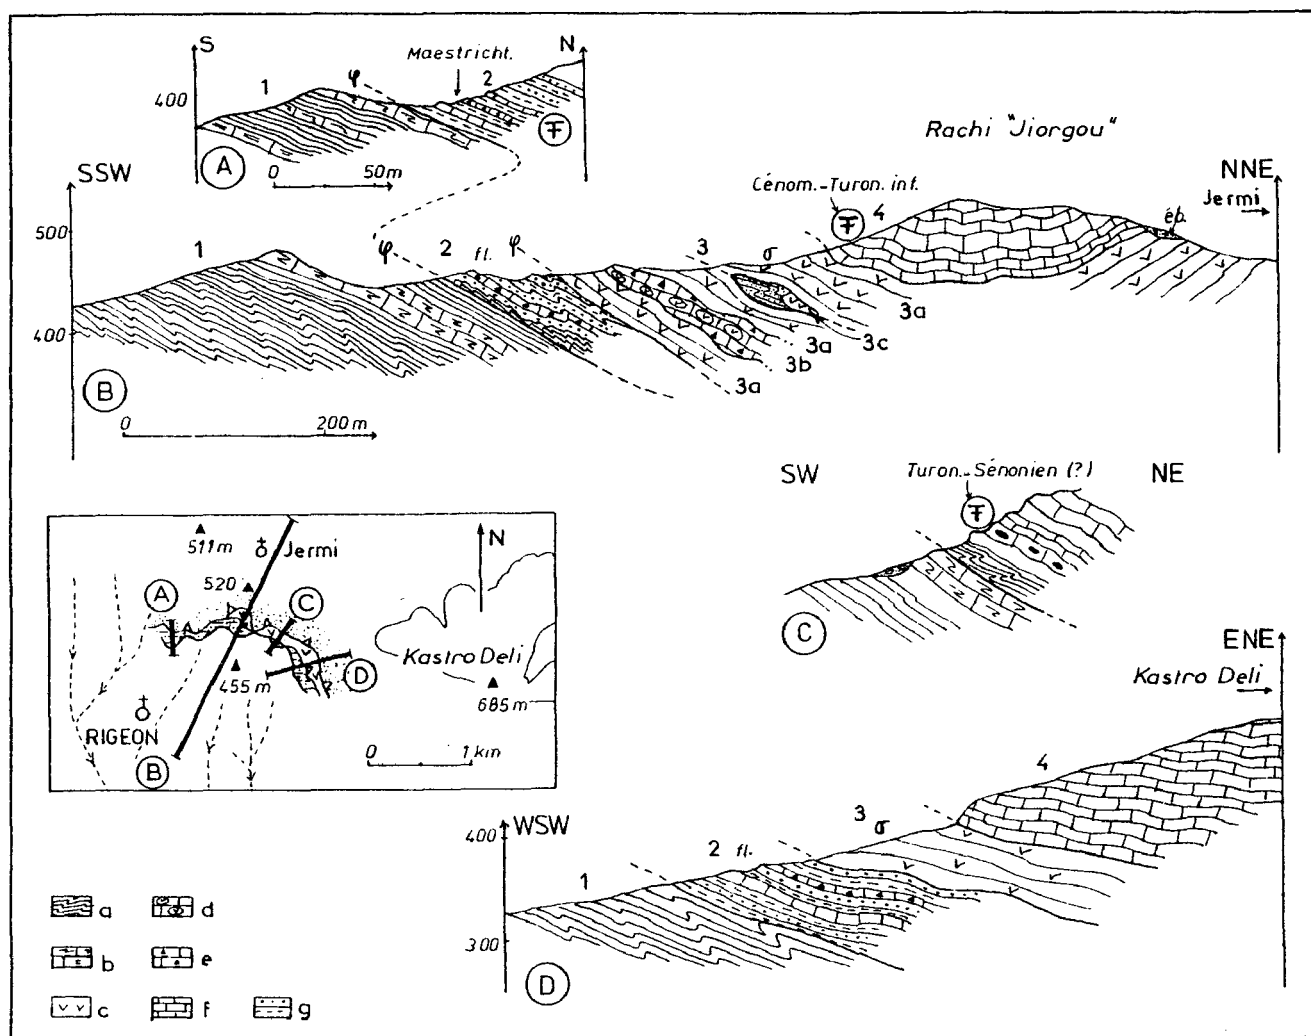 S
N
Maestricht.
1
φ
2
400
Ŧ
A
0 50m
Rachi "Jiorgou"
SSW
NNE
Jermi
Cénom.-Turon. inf.
Ŧ
4
ép.
500
1
φ
2 fl.
φ
3
σ
400
3a
3c
3a
3b
3a
B
0 200m
SW
NE
Turon.-Sénonien (?)
Ŧ
C
511m
Jermi
N
A
520
C
Kastro Deli
D
455m
685m
RIGEON
B
0 1km
ENE
Kastro Deli
WSW
400
4
3 σ
2 fl.
1
300
D
a
d
b
e
c
f
g